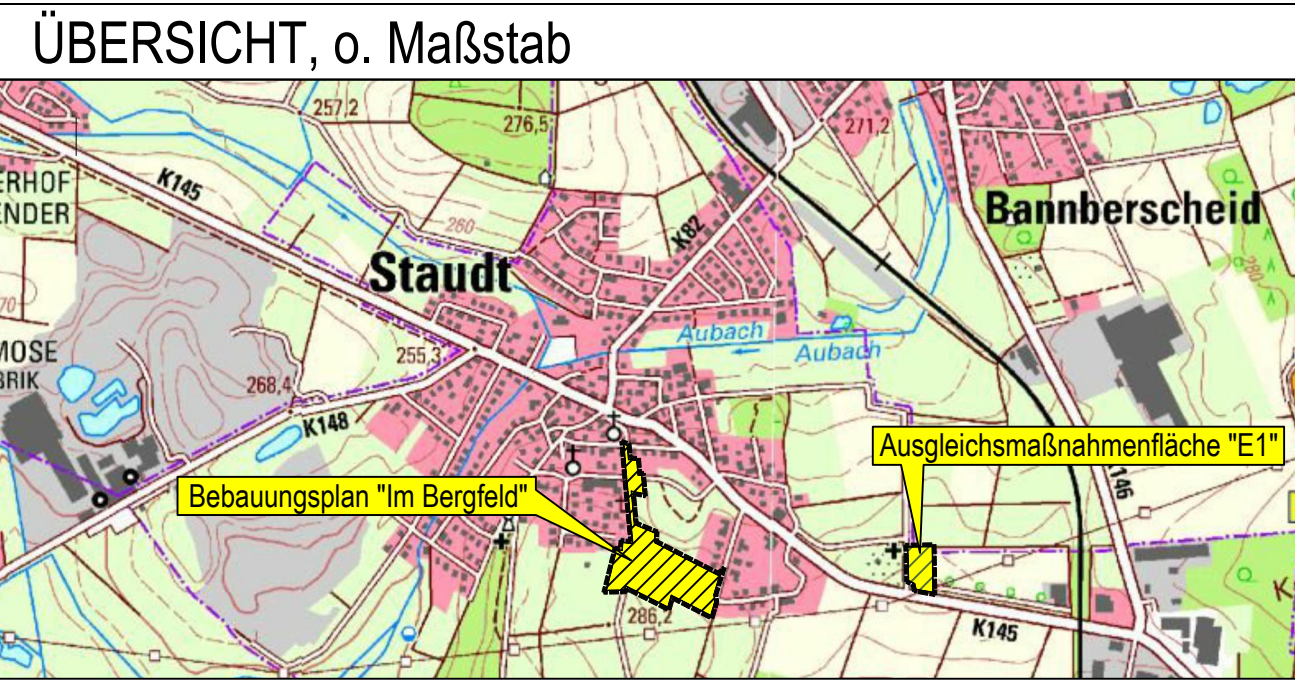 ÜBERSICHT, o. Maßstab
257,2
276,5
271,2
ERHOF
ENDER
K145
Bannberscheid
260
K82
280
Staudt
70
Aubach
Aubach
MOSE
BRIK
255,3
268,4
K148
Ausgleichsmaßnahmenfläche "E1"
Bebauungsplan "Im Bergfeld"
146
286,2
K145
K